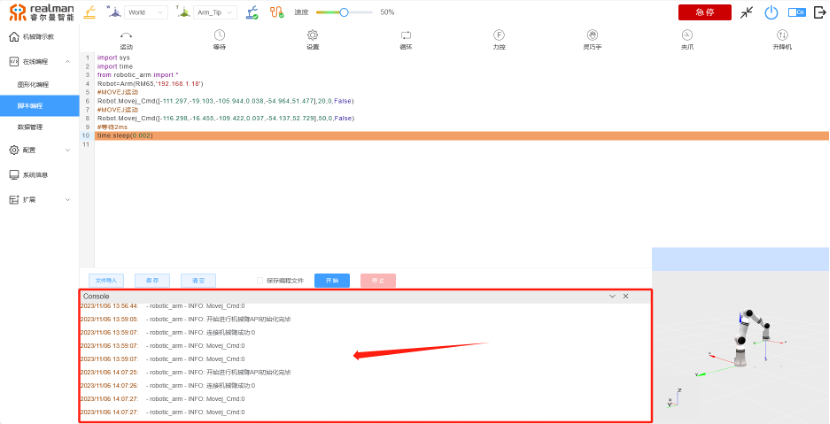 realman
睿尔曼智能
W
World
T
Arm_Tip
速度
50%
急停
机械臂示教
在线编程
图形化编程
脚本编程
数据管理
配置
系统信息
扩展
运动
等待
设置
循环
力控
灵巧手
夹爪
升降机
1 import sys
2 import time
3 from robotic_arm import *
4 Robot=Arm(RM65,'192.168.1.18')
5 #MOVEJ运动
6 Robot.Movej_Cmd([-111.297,-19.103,-105.944,0.038,-54.964,51.477],20,0,False)
7 #MOVEJ运动
8 Robot.Movej_Cmd([-116.298,-16.455,-109.422,0.037,-54.137,52.729],50,0,False)
9 #等待2ms
10 time.sleep(0.002)
11
文件导入
保存
清空
保存编程文件
开始
停止
Console
2023/11/06 13:56:44: - robotic_arm - INFO: Movej_Cmd:0
2023/11/06 13:59:05: - robotic_arm - INFO: 开始进行机械臂API初始化完毕
2023/11/06 13:59:07: - robotic_arm - INFO: 连接机械臂成功:0
2023/11/06 13:59:07: - robotic_arm - INFO: Movej_Cmd:0
2023/11/06 13:59:07: - robotic_arm - INFO: Movej_Cmd:0
2023/11/06 14:07:25: - robotic_arm - INFO: 开始进行机械臂API初始化完毕
2023/11/06 14:07:26: - robotic_arm - INFO: 连接机械臂成功:0
2023/11/06 14:07:27: - robotic_arm - INFO: Movej_Cmd:0
2023/11/06 14:07:27: - robotic_arm - INFO: Movej_Cmd:0